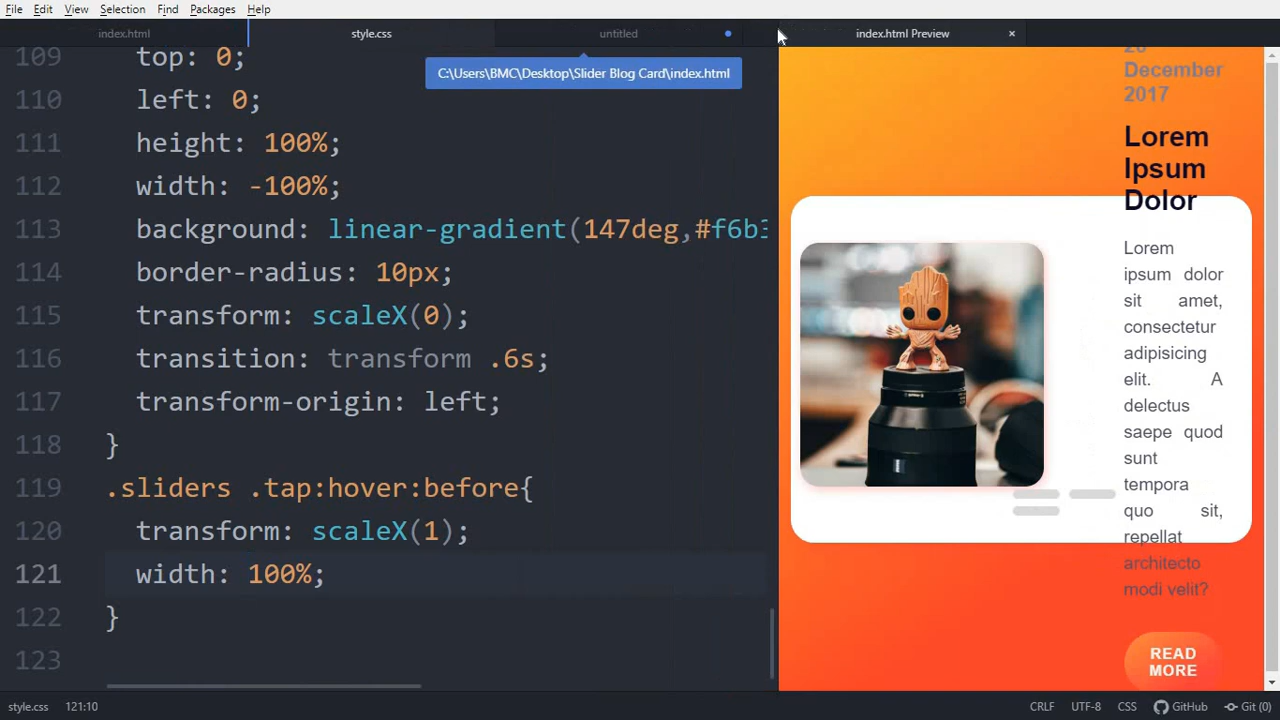 File Edit View Selection Find Packages Help
index.html
style.css
untitled
index.html Preview ×
C:\Users\BMC\Desktop\Slider Blog Card\index.html
109 top: 0;
110 left: 0;
111 height: 100%;
112 width: -100%;
113 background: linear-gradient(147deg,#f6b3
114 border-radius: 10px;
115 transform: scaleX(0);
116 transition: transform .6s;
117 transform-origin: left;
118 }
119 .sliders .tap:hover:before{
120 transform: scaleX(1);
121 width: 100%;
122 }
123
26
December
2017
Lorem
Ipsum
Dolor
Lorem
ipsum dolor
sit amet,
consectetur
adipisicing
elit. A
delectus
saepe quod
sunt
tempora
quo sit,
repellat
architecto
modi velit?
READ
MORE
style.css 121:10
CRLF UTF-8 CSS GitHub Git (0)